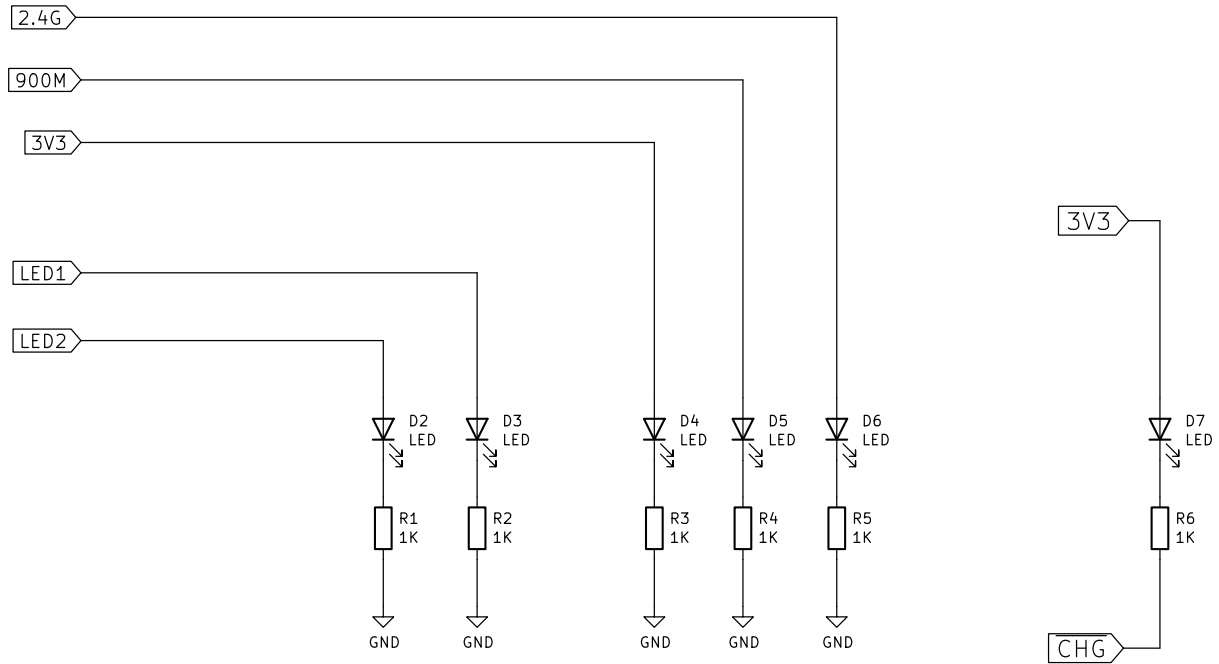 2.4G
900M
3V3
3V3
LED1
LED2
D2
LED
D3
LED
D4
LED
D5
LED
D6
LED
D7
LED
R1
1K
R2
1K
R3
1K
R4
1K
R5
1K
R6
1K
GND
GND
GND
GND
GND
CHG